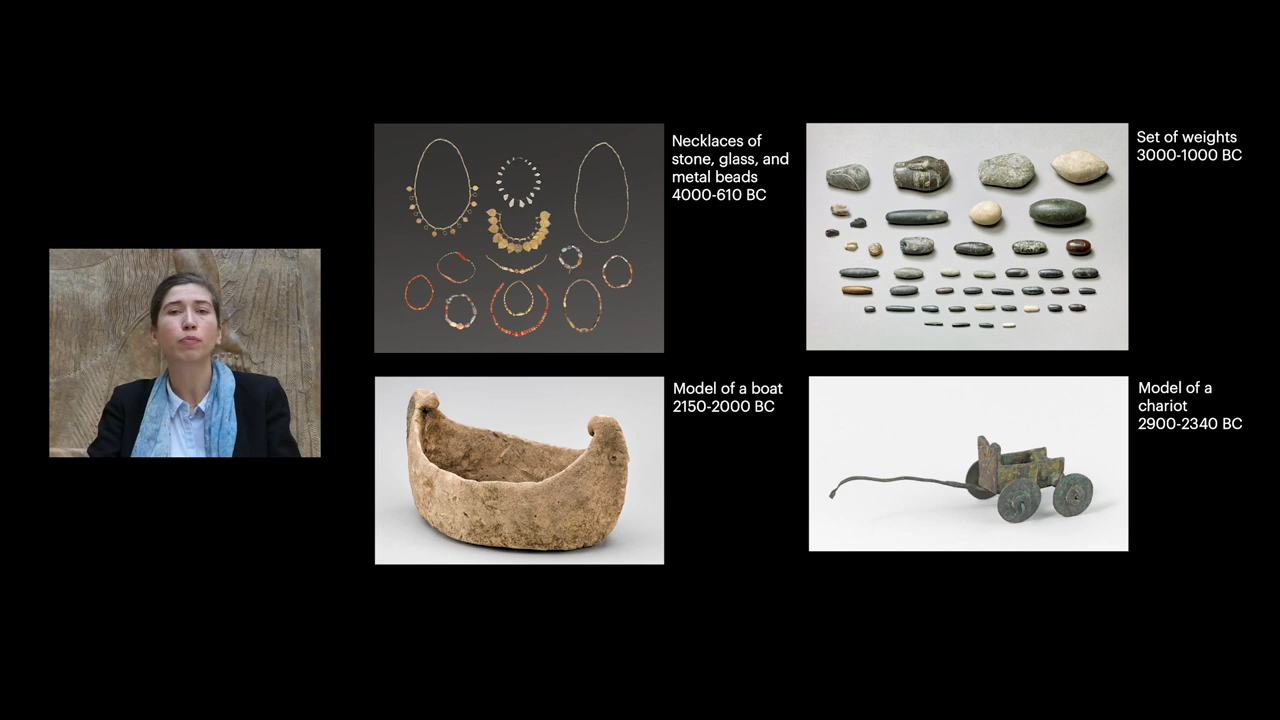 Necklaces of
stone, glass, and
metal beads
4000-610 BC
Set of weights
3000-1000 BC
Model of a boat
2150-2000 BC
Model of a
chariot
2900-2340 BC